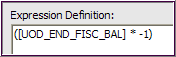 Expression Definition:
([UOD_END_FISC_BAL] * -1)